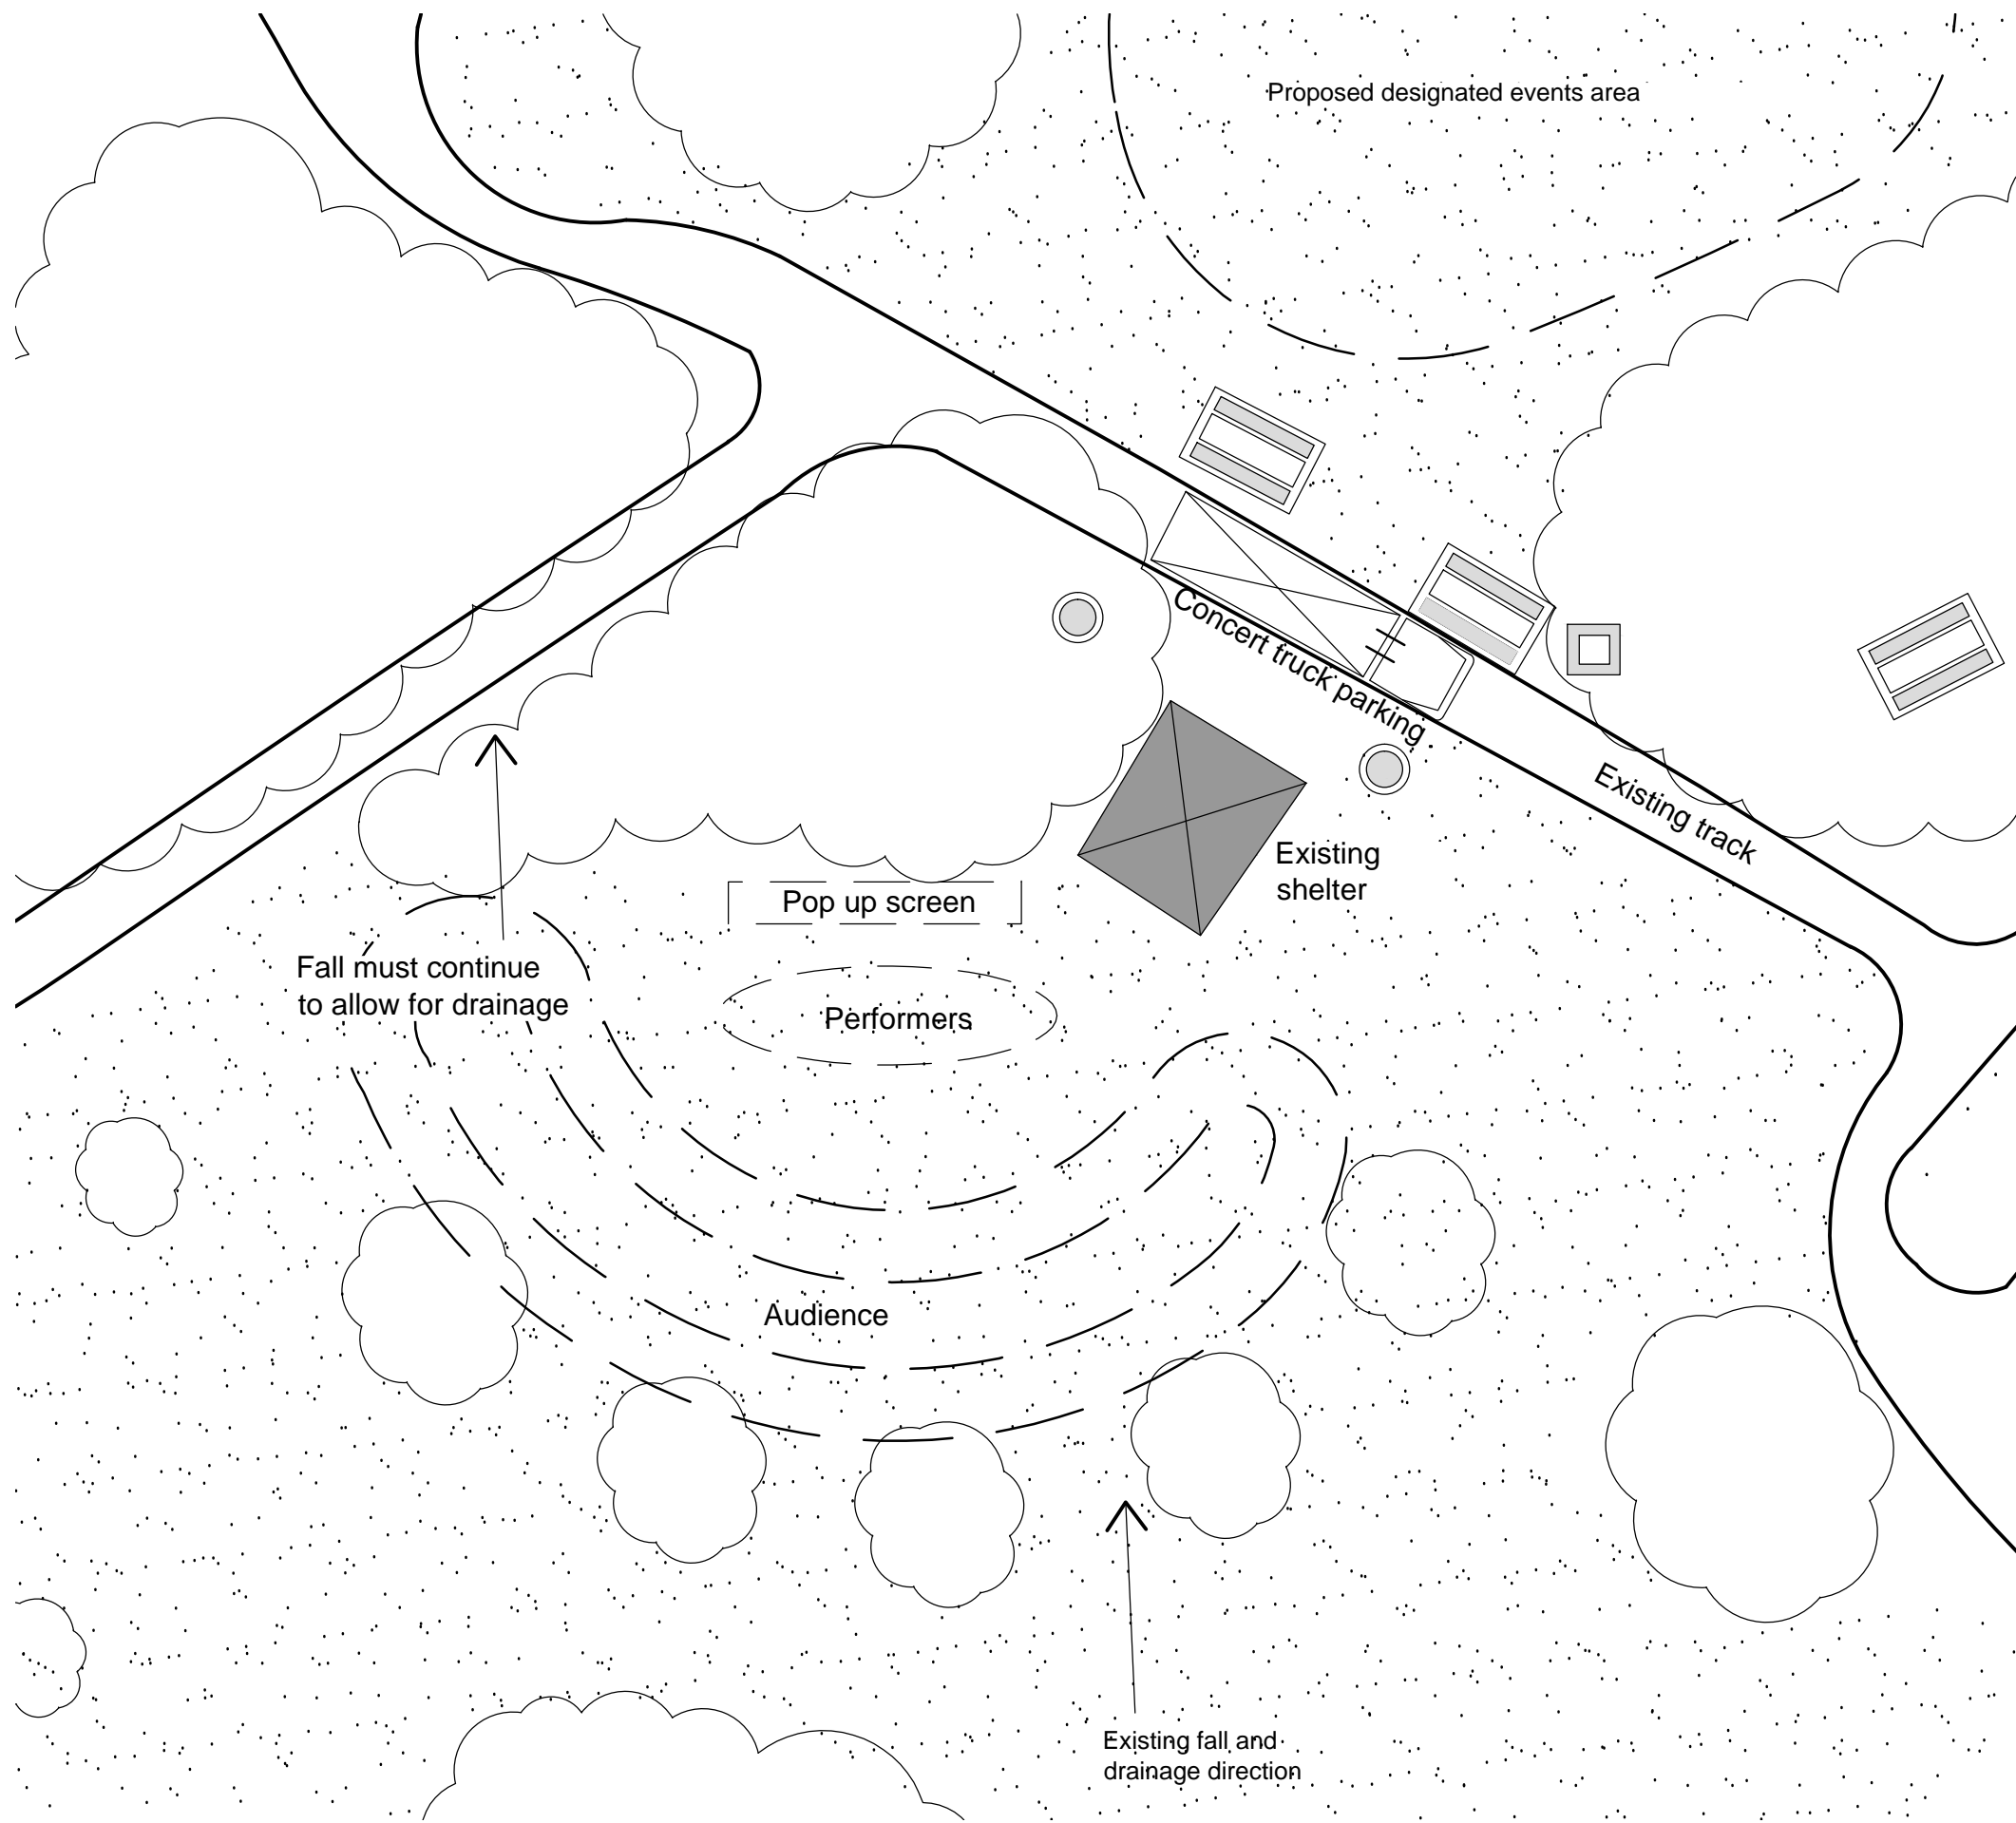 Proposed designated events area
Concert truck parking
Existing track
Existing
shelter
Pop up screen
Fall must continue
to allow for drainage
Performers
Audience
Existing fall and
drainage direction